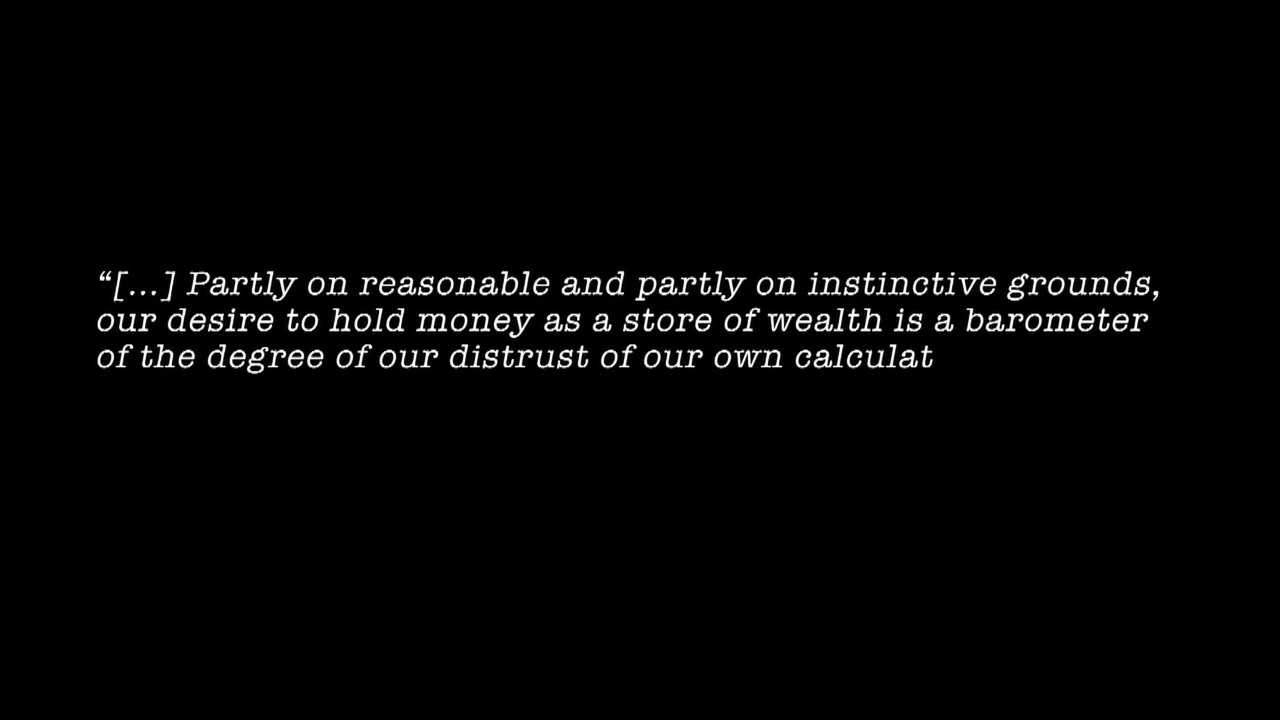 “[...] Partly on reasonable and partly on instinctive grounds,
our desire to hold money as a store of wealth is a barometer
of the degree of our distrust of our own calculat